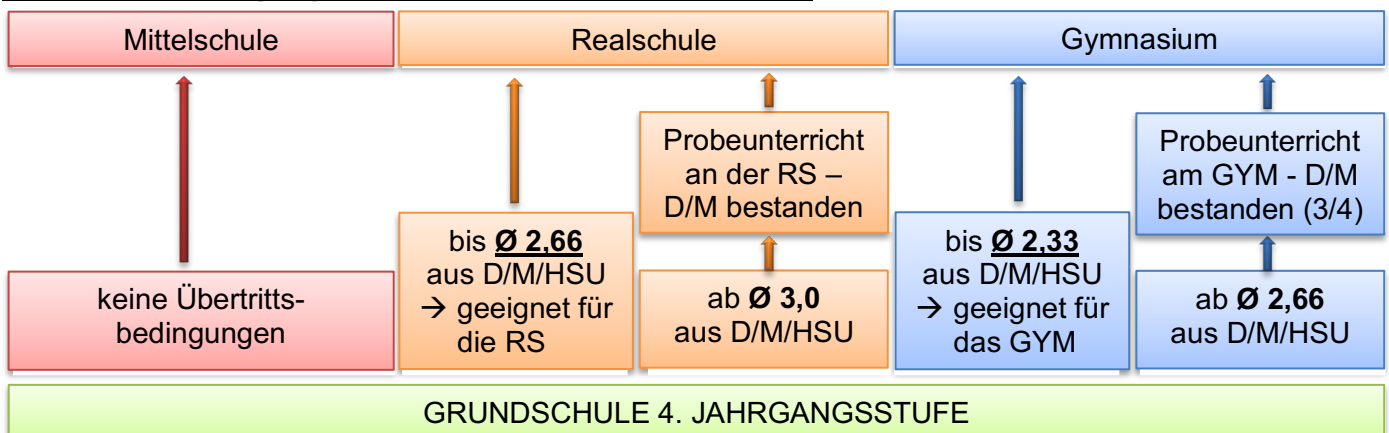 Mittelschule
Realschule
Gymnasium
Probeunterricht
an der RS –
D/M bestanden
Probeunterricht
am GYM - D/M
bestanden (3/4)
keine Übertritts-
bedingungen
bis Ø 2,66
aus D/M/HSU
→ geeignet für
die RS
ab Ø 3,0
aus D/M/HSU
bis Ø 2,33
aus D/M/HSU
→ geeignet für
das GYM
ab Ø 2,66
aus D/M/HSU
GRUNDSCHULE 4. JAHRGANGSSTUFE